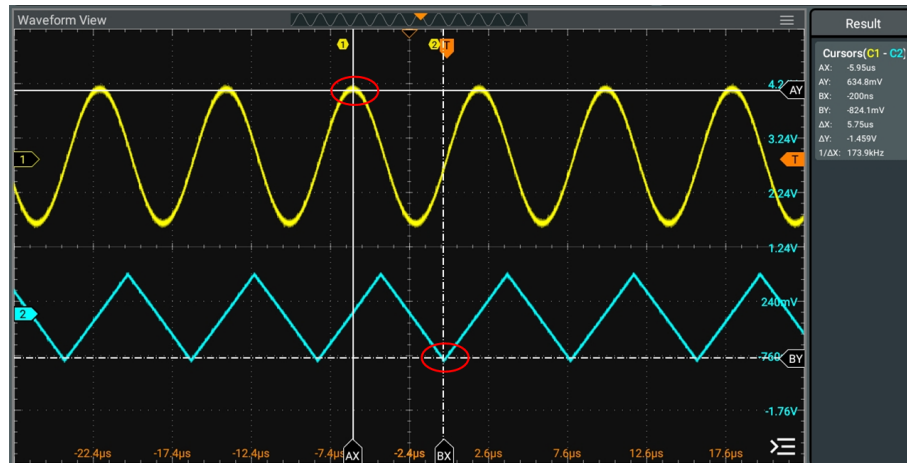 Waveform View
Result
1
2
T
Cursors(C1 - C2)
AX: -5.95us
AY: 634.8mV
BX: -200ns
BY: -824.1mV
ΔX: 5.75us
ΔY: -1.459V
1/ΔX: 173.9kHz
4.2
AY
3.24V
1
T
2.24V
1.24V
240mV
2
-760
BY
-1.76V
-22.4µs
-17.4µs
-12.4µs
-7.4µs
AX
-2.4µs
BX
2.6µs
7.6µs
12.6µs
17.6µs